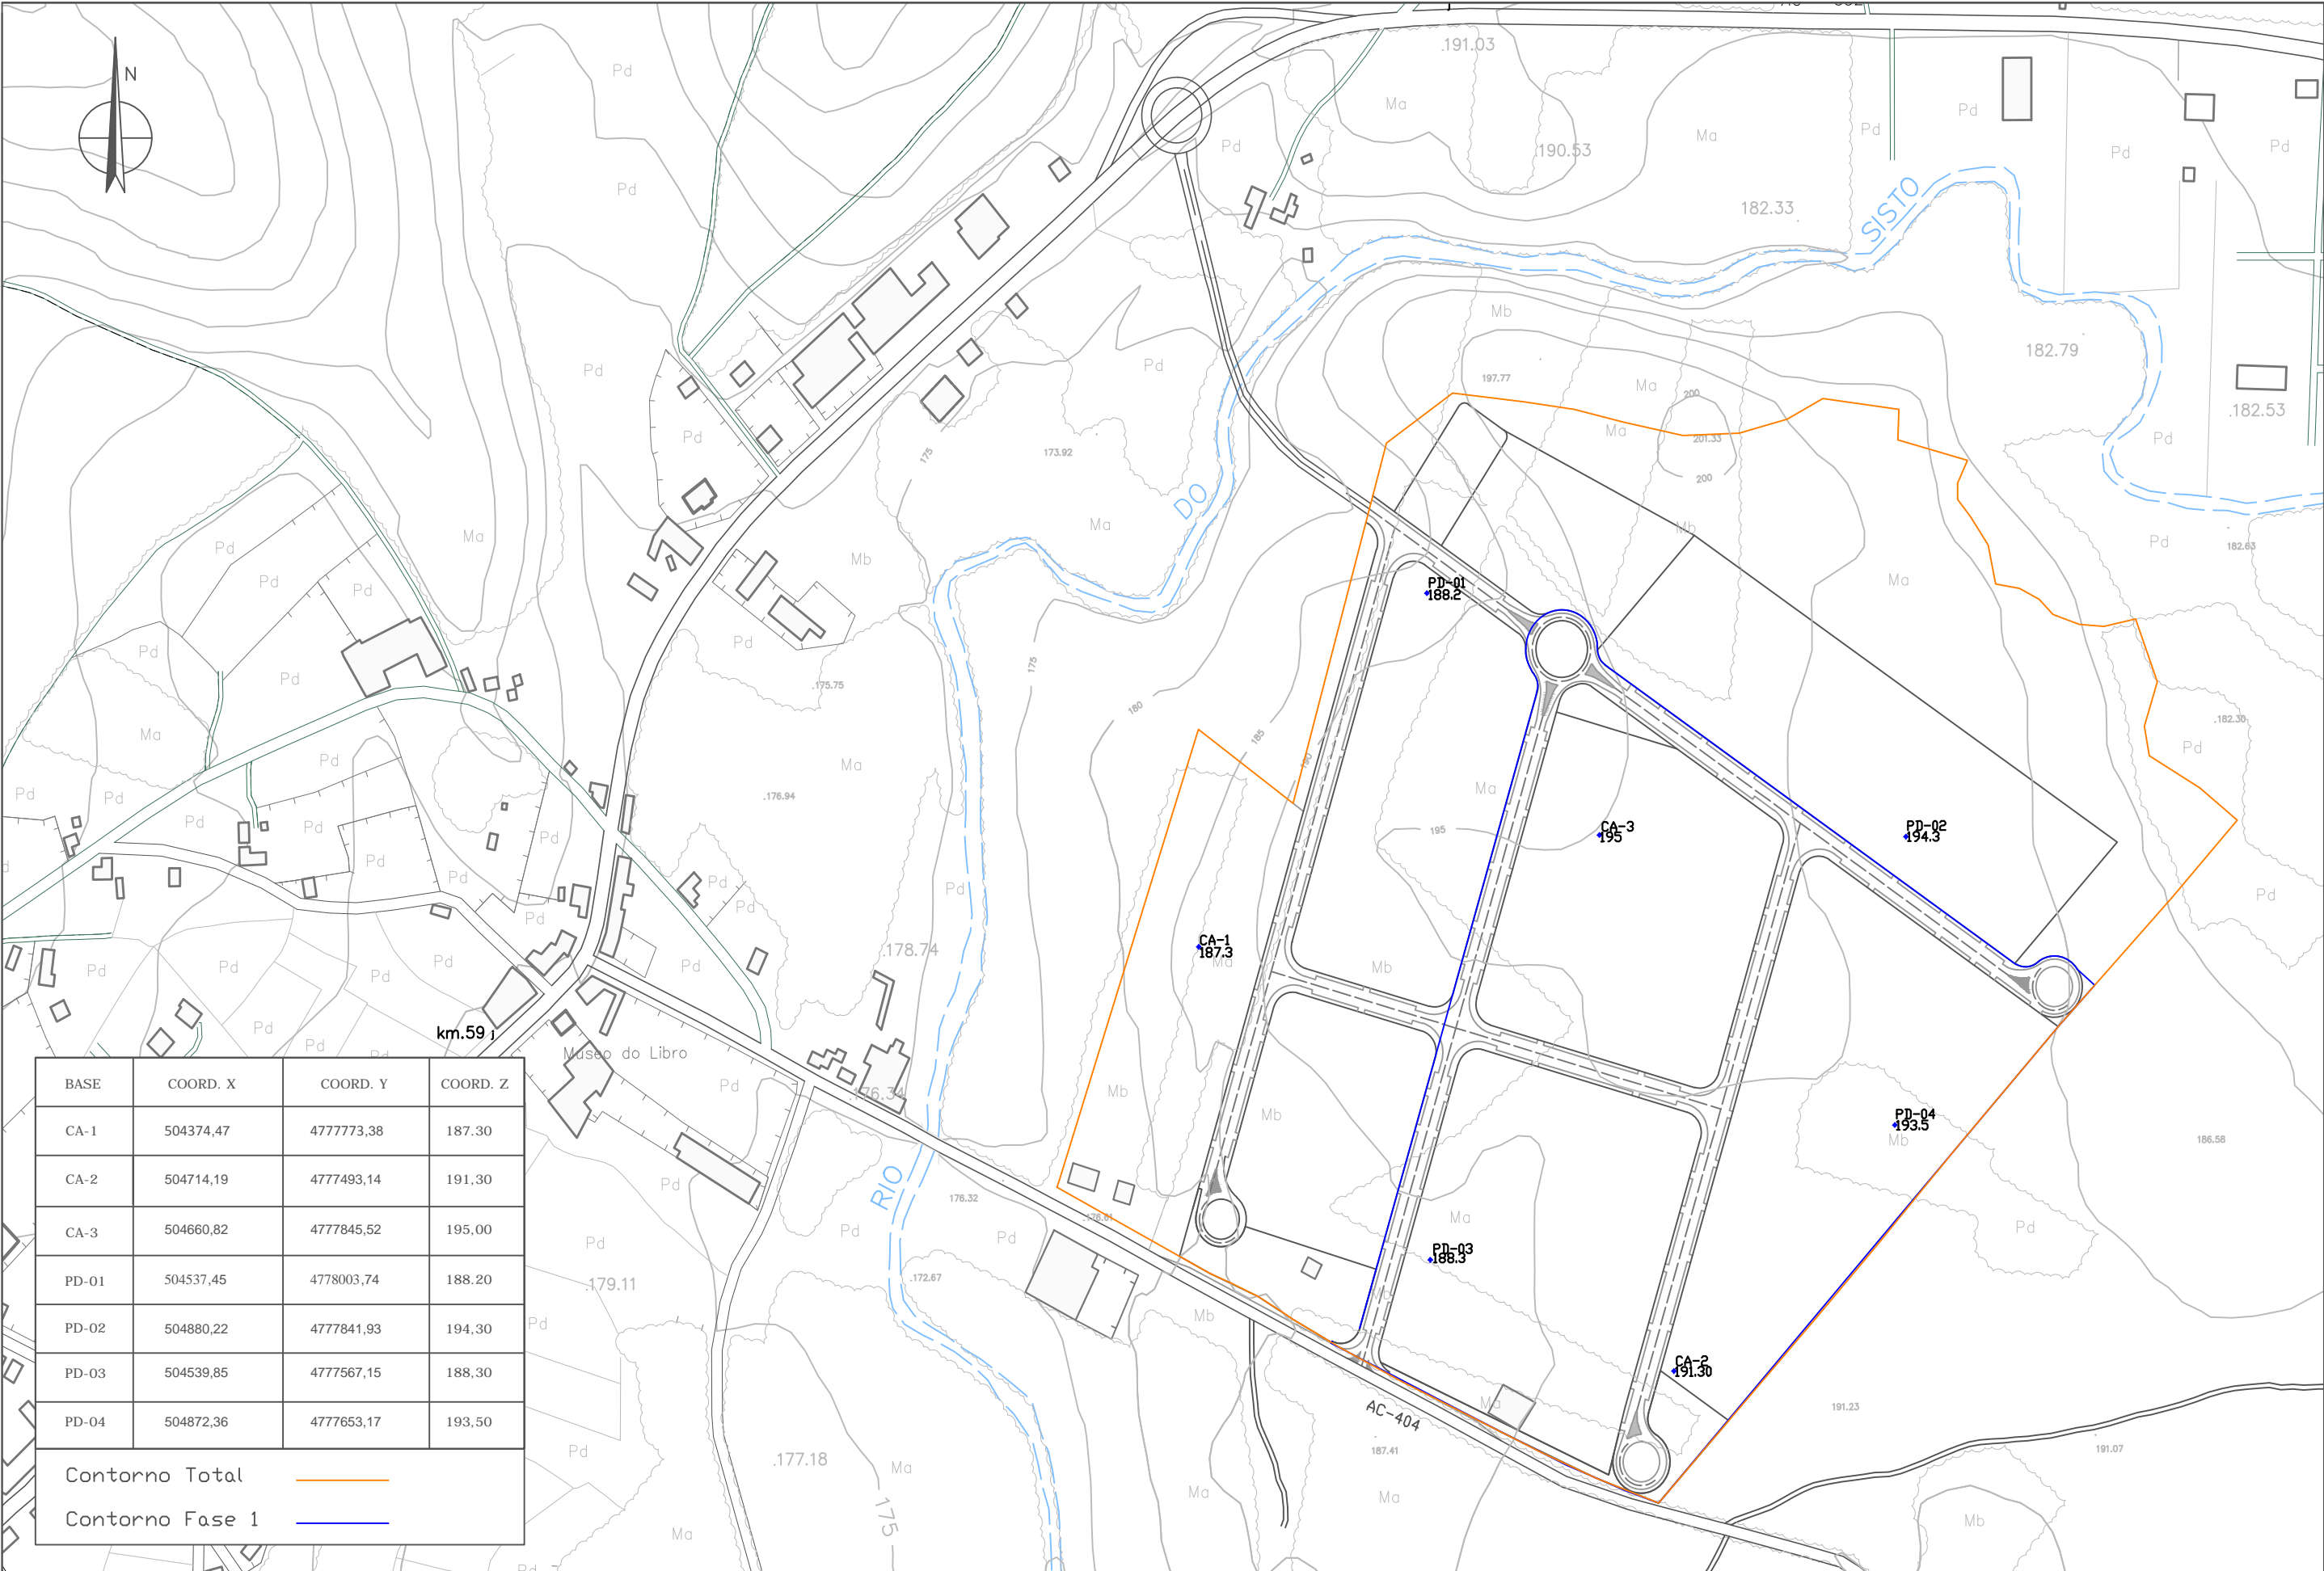 N
.191.03
190.53
182.33
SISTO
182.79
.182.53
182.63
.182.30
197.77
200
201.33
200
175
173.92
DO
PD-01
188.2
175
180
185
190
.175.75
.176.94
195
CA-3
195
PD-02
194.3
CA-1
187.3
.178.74
km.59
Museo do Libro
.176.34
PD-04
193.5
186.58
RIO
176.32
.176.61
.172.67
PD-03
188.3
.179.11
CA-2
191.30
AC-404
191.23
187.41
191.07
.177.18
175
Pd
Ma
Mb
BASE COORD. X COORD. Y COORD. Z
CA-1 504374,47 4777773,38 187.30
CA-2 504714,19 4777493,14 191,30
CA-3 504660,82 4777845,52 195,00
PD-01 504537,45 4778003,74 188.20
PD-02 504880,22 4777841,93 194,30
PD-03 504539,85 4777567,15 188,30
PD-04 504872,36 4777653,17 193,50
Contorno Total
Contorno Fase 1